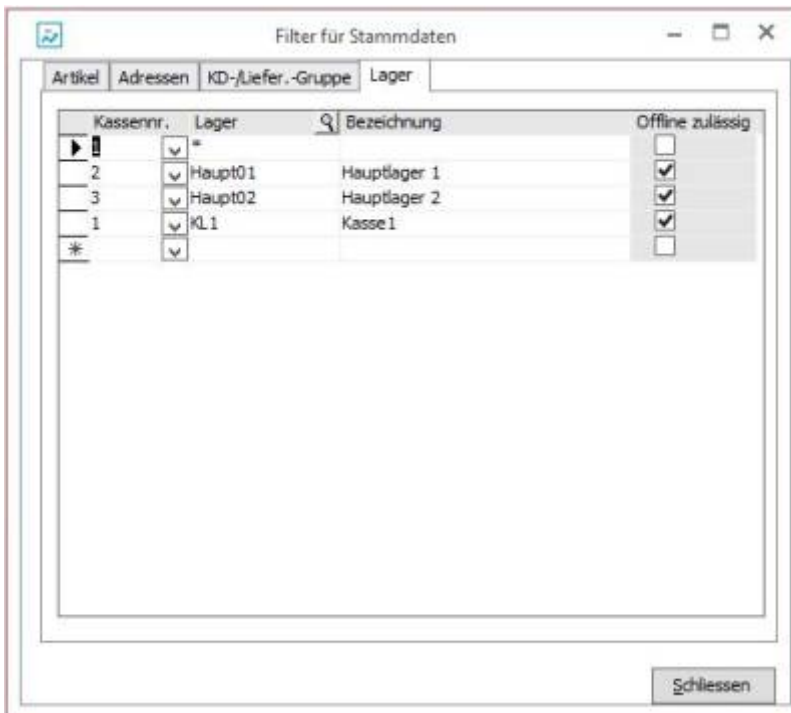 Filter für Stammdaten
Artikel Adressen KD-/Liefer.-Gruppe Lager
Kassennr. Lager Bezeichnung Offline zulässig
1 *
2 Haupt01 Hauptlager 1
3 Haupt02 Hauptlager 2
1 KL1 Kasse1
*
Schliessen